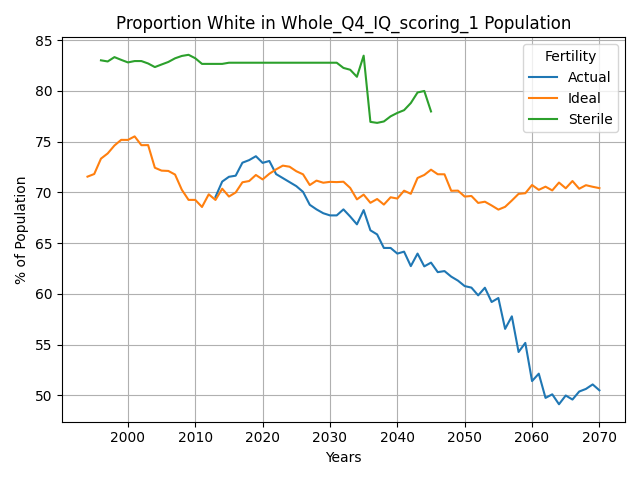 Proportion White in Whole_Q4_IQ_scoring_1 Population
85
80
75
70
65
60
55
50
% of Population
Fertility
Actual
Ideal
Sterile
2000 2010 2020 2030 2040 2050 2060 2070
Years